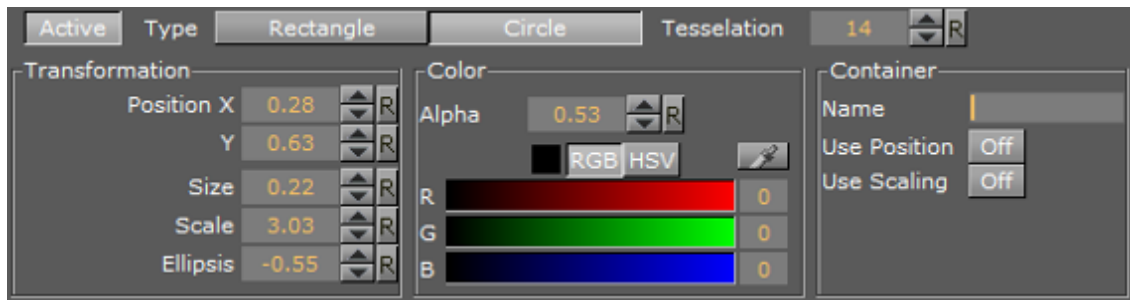 Active Type Rectangle Circle Tesselation 14 R
Transformation
Position X 0.28 R
Y 0.63 R
Size 0.22 R
Scale 3.03 R
Ellipsis -0.55 R
Color
Alpha 0.53 R
RGB HSV
R 0
G 0
B 0
Container
Name
Use Position Off
Use Scaling Off